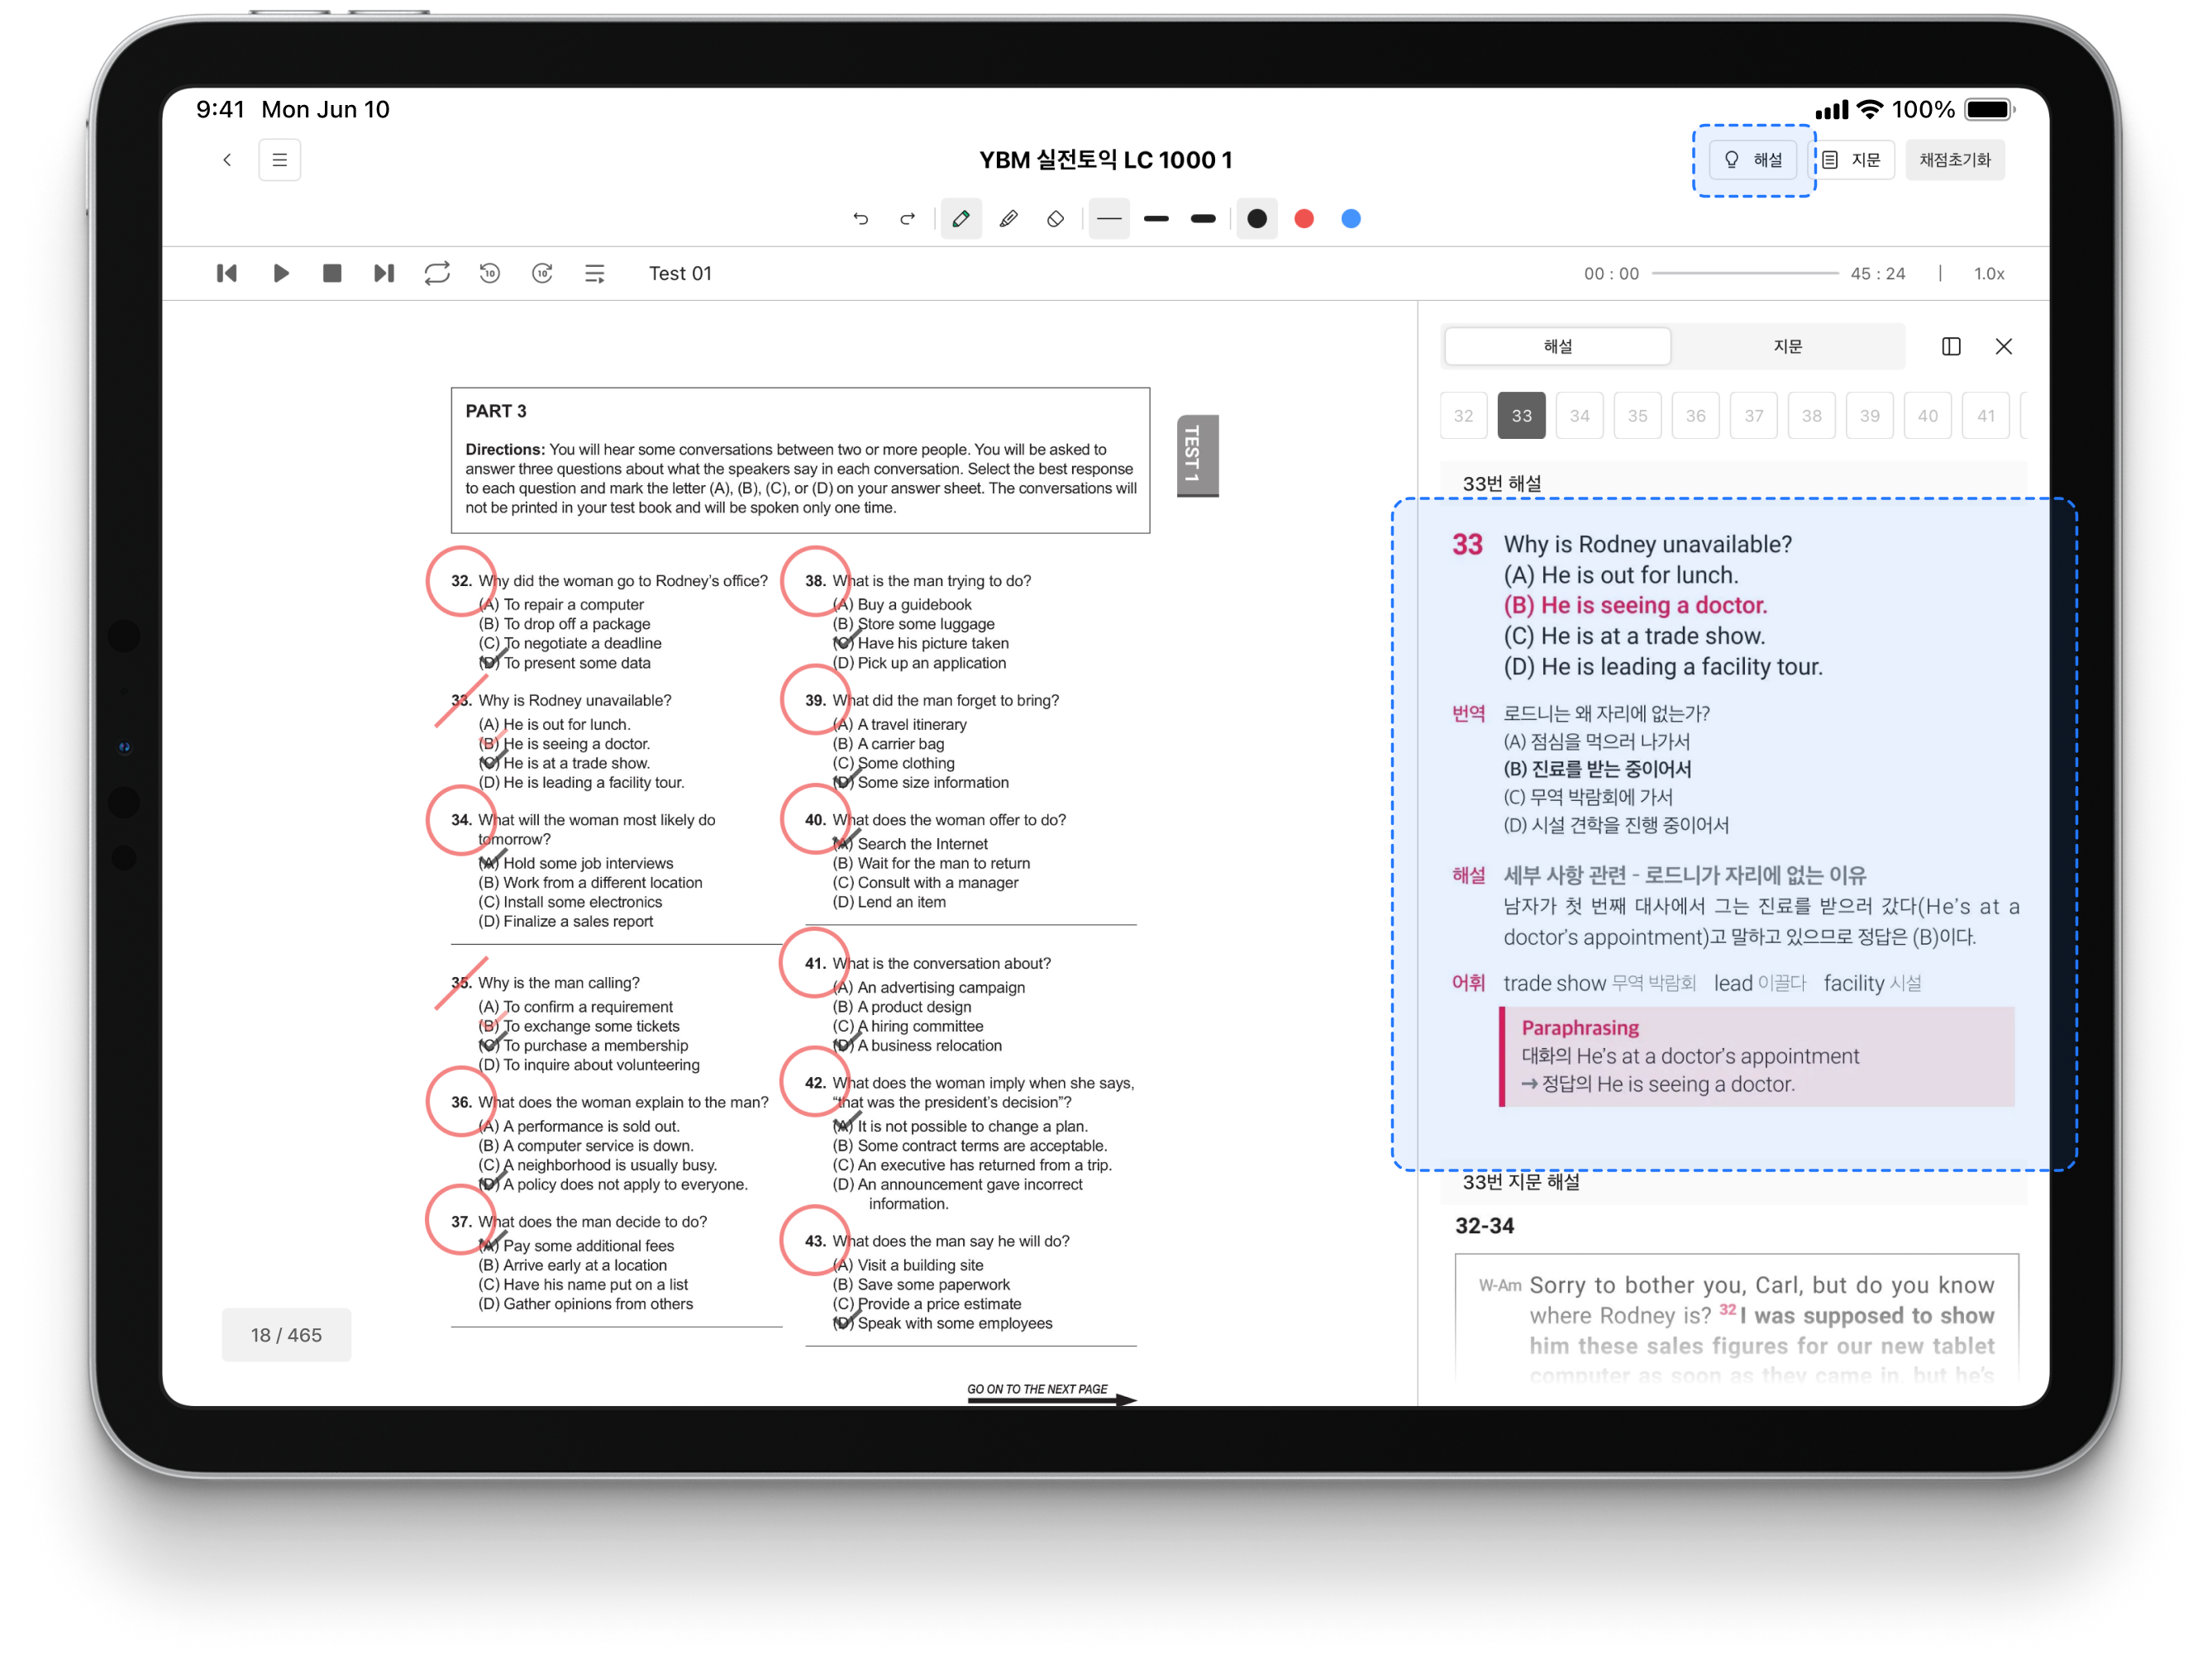 9:41 Mon Jun 10
100%
YBM 실전토익 LC 1000 1
해설
지문
채점초기화
10
10
Test 01
00 : 00
45 : 24
1.0x
PART 3
Directions: You will hear some conversations between two or more people. You will be asked to
answer three questions about what the speakers say in each conversation. Select the best response
to each question and mark the letter (A), (B), (C), or (D) on your answer sheet. The conversations will
not be printed in your test book and will be spoken only one time.
TEST 1
32. Why did the woman go to Rodney's office?
(A) To repair a computer
(B) To drop off a package
(C) To negotiate a deadline
(D) To present some data
33. Why is Rodney unavailable?
(A) He is out for lunch.
(B) He is seeing a doctor.
(C) He is at a trade show.
(D) He is leading a facility tour.
34. What will the woman most likely do
tomorrow?
(A) Hold some job interviews
(B) Work from a different location
(C) Install some electronics
(D) Finalize a sales report
35. Why is the man calling?
(A) To confirm a requirement
(B) To exchange some tickets
(C) To purchase a membership
(D) To inquire about volunteering
36. What does the woman explain to the man?
(A) A performance is sold out.
(B) A computer service is down.
(C) A neighborhood is usually busy.
(D) A policy does not apply to everyone.
37. What does the man decide to do?
(A) Pay some additional fees
(B) Arrive early at a location
(C) Have his name put on a list
(D) Gather opinions from others
38. What is the man trying to do?
(A) Buy a guidebook
(B) Store some luggage
(C) Have his picture taken
(D) Pick up an application
39. What did the man forget to bring?
(A) A travel itinerary
(B) A carrier bag
(C) Some clothing
(D) Some size information
40. What does the woman offer to do?
(A) Search the Internet
(B) Wait for the man to return
(C) Consult with a manager
(D) Lend an item
41. What is the conversation about?
(A) An advertising campaign
(B) A product design
(C) A hiring committee
(D) A business relocation
42. What does the woman imply when she says,
“that was the president's decision”?
(A) It is not possible to change a plan.
(B) Some contract terms are acceptable.
(C) An executive has returned from a trip.
(D) An announcement gave incorrect
information.
43. What does the man say he will do?
(A) Visit a building site
(B) Save some paperwork
(C) Provide a price estimate
(D) Speak with some employees
GO ON TO THE NEXT PAGE
18 / 465
해설
지문
32 33 34 35 36 37 38 39 40 41
33번 해설
33 Why is Rodney unavailable?
(A) He is out for lunch.
(B) He is seeing a doctor.
(C) He is at a trade show.
(D) He is leading a facility tour.
번역 로드니는 왜 자리에 없는가?
(A) 점심을 먹으러 나가서
(B) 진료를 받는 중이어서
(C) 무역 박람회에 가서
(D) 시설 견학을 진행 중이어서
해설 세부 사항 관련 - 로드니가 자리에 없는 이유
남자가 첫 번째 대사에서 그는 진료를 받으러 갔다(He's at a
doctor's appointment)고 말하고 있으므로 정답은 (B)이다.
어휘 trade show 무역 박람회 lead 이끌다 facility 시설
Paraphrasing
대화의 He's at a doctor's appointment
→ 정답의 He is seeing a doctor.
33번 지문 해설
32-34
W-Am Sorry to bother you, Carl, but do you know
where Rodney is? 32 I was supposed to show
him these sales figures for our new tablet
computer as soon as they came in, but he's